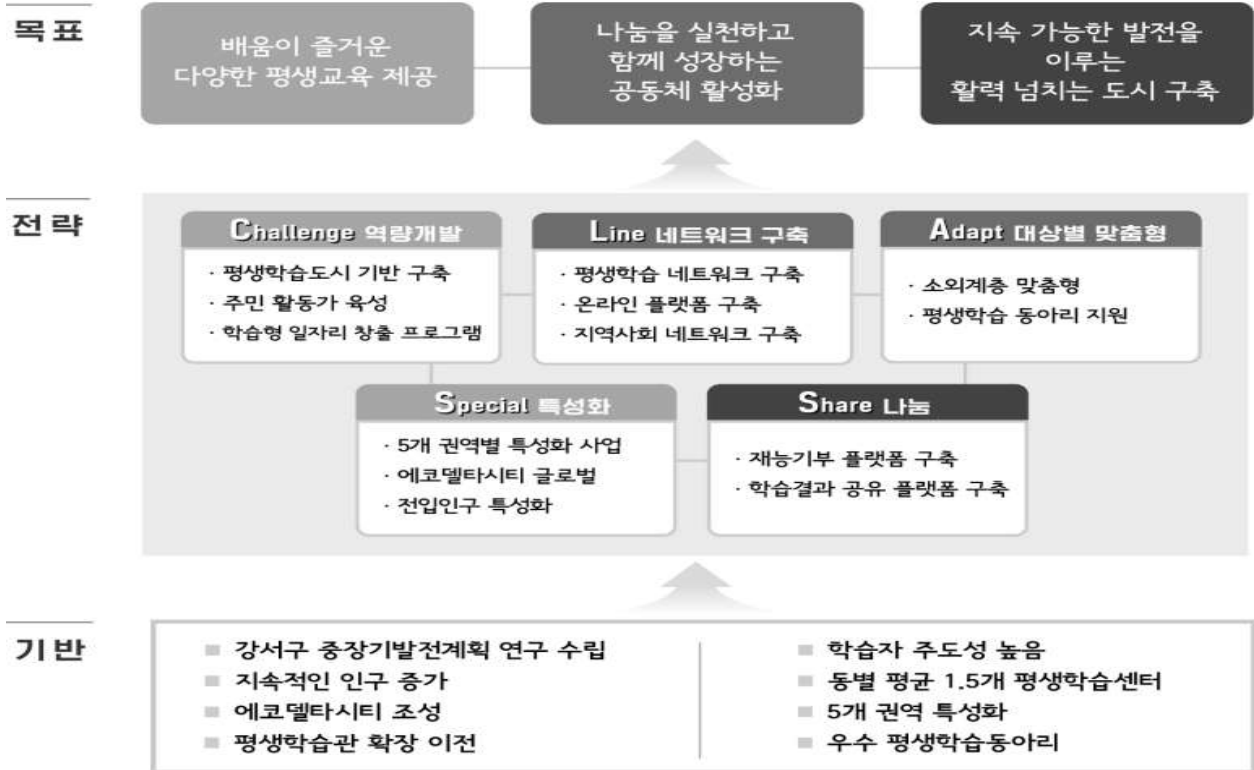 목표
배움이 즐거운
다양한 평생교육 제공
나눔을 실천하고
함께 성장하는
공동체 활성화
지속 가능한 발전을
이루는
활력 넘치는 도시 구축
전략
Challenge 역량개발
· 평생학습도시 기반 구축
· 주민 활동가 육성
· 학습형 일자리 창출 프로그램
Line 네트워크 구축
· 평생학습 네트워크 구축
· 온라인 플랫폼 구축
· 지역사회 네트워크 구축
Adapt 대상별 맞춤형
· 소외계층 맞춤형
· 평생학습 동아리 지원
Special 특성화
· 5개 권역별 특성화 사업
· 에코델타시티 글로벌
· 전입인구 특성화
Share 나눔
· 재능기부 플랫폼 구축
· 학습결과 공유 플랫폼 구축
기반
■ 강서구 중장기발전계획 연구 수립
■ 지속적인 인구 증가
■ 에코델타시티 조성
■ 평생학습관 확장 이전
■ 학습자 주도성 높음
■ 동별 평균 1.5개 평생학습센터
■ 5개 권역 특성화
■ 우수 평생학습동아리